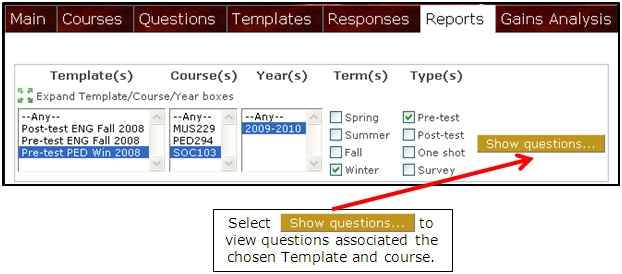 Main Courses Questions Templates Responses Reports Gains Analysis
Template(s) Course(s) Year(s) Term(s) Type(s)
Expand Template/Course/Year boxes
--Any--
Post-test ENG Fall 2008
Pre-test ENG Fall 2008
Pre-test PED Win 2008
--Any--
MUS229
PED294
SOC103
--Any--
2009-2010
Spring
Summer
Fall
Winter
Pre-test
Post-test
One shot
Survey
Show questions...
Select Show questions... to
view questions associated the
chosen Template and course.